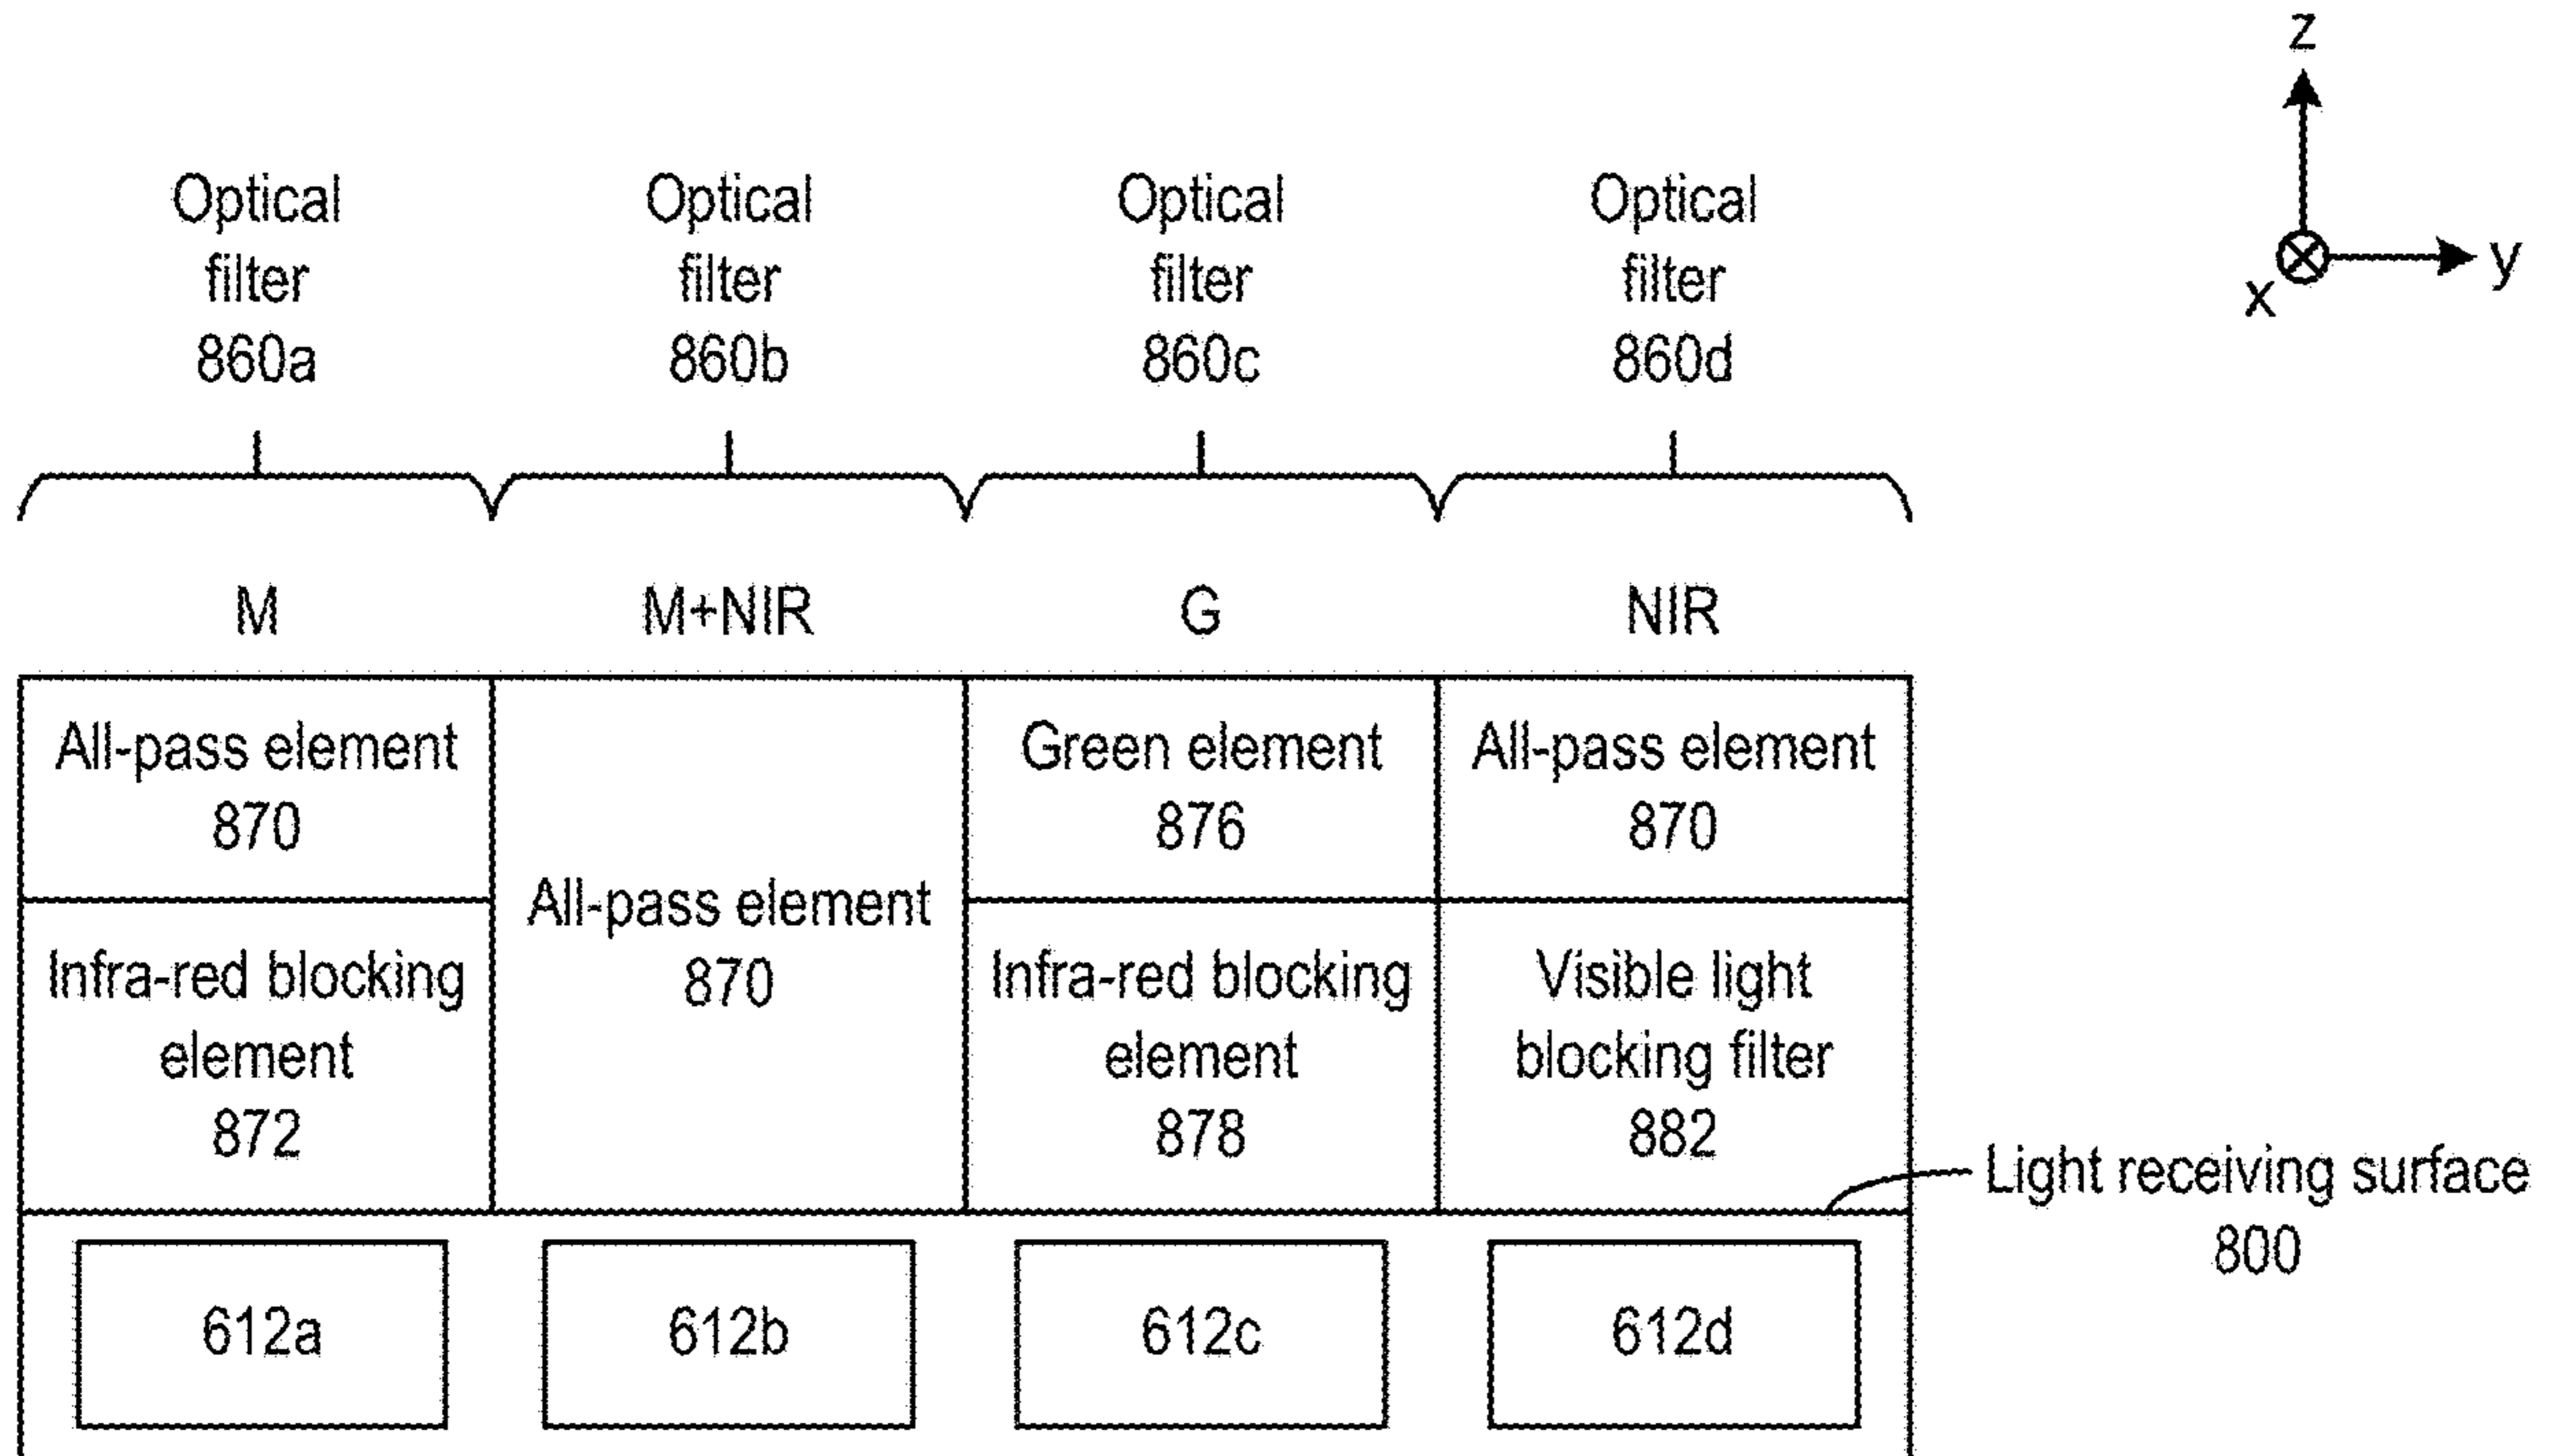 z
y
x
Optical
filter
860a
Optical
filter
860b
Optical
filter
860c
Optical
filter
860d
M
M+NIR
G
NIR
All-pass element
870
Infra-red blocking
element
872
All-pass element
870
Green element
876
Infra-red blocking
element
878
All-pass element
870
Visible light
blocking filter
882
Light receiving surface
800
612a
612b
612c
612d